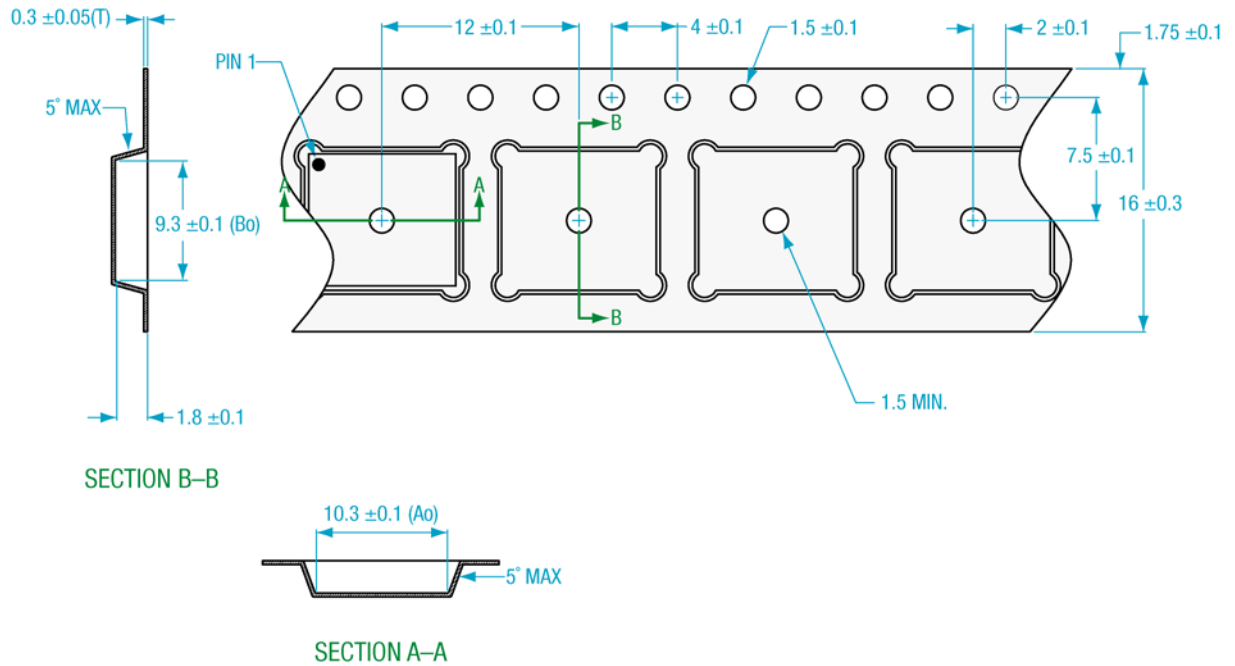 0.3 ±0.05(T)
12 ±0.1
4 ±0.1
1.5 ±0.1
2 ±0.1
1.75 ±0.1
PIN 1
5° MAX
B
7.5 ±0.1
A
A
16 ±0.3
9.3 ±0.1 (Bo)
B
1.5 MIN.
1.8 ±0.1
SECTION B–B
10.3 ±0.1 (Ao)
5° MAX
SECTION A–A